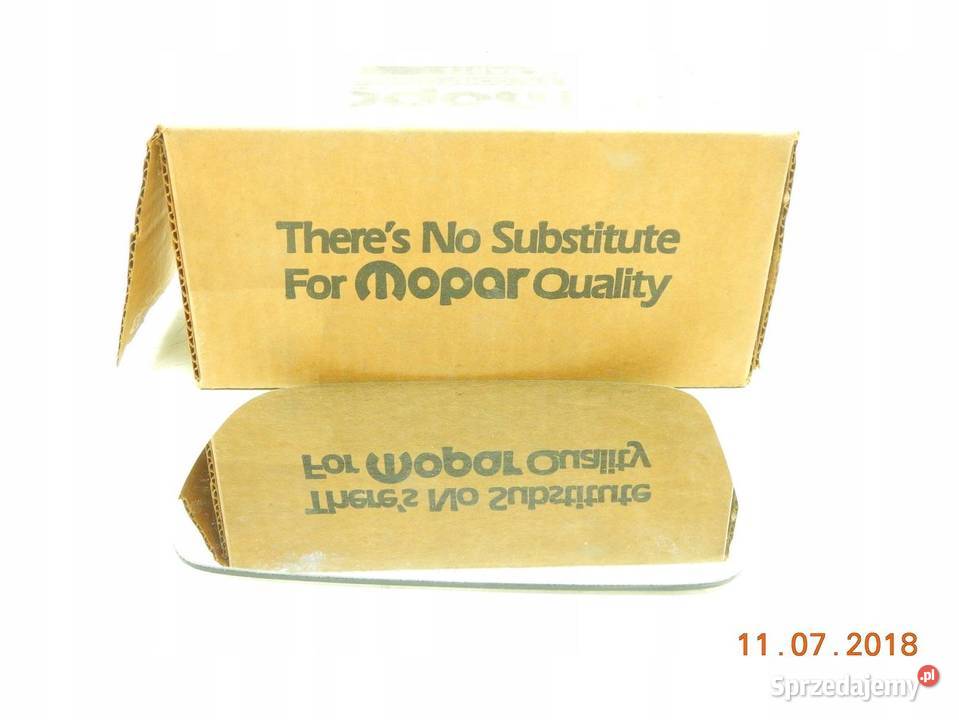 There's No Substitute
For mopar Quality
For mopar Quality
There's No Substitute
11.07.2018
Sprzedajemy.pl